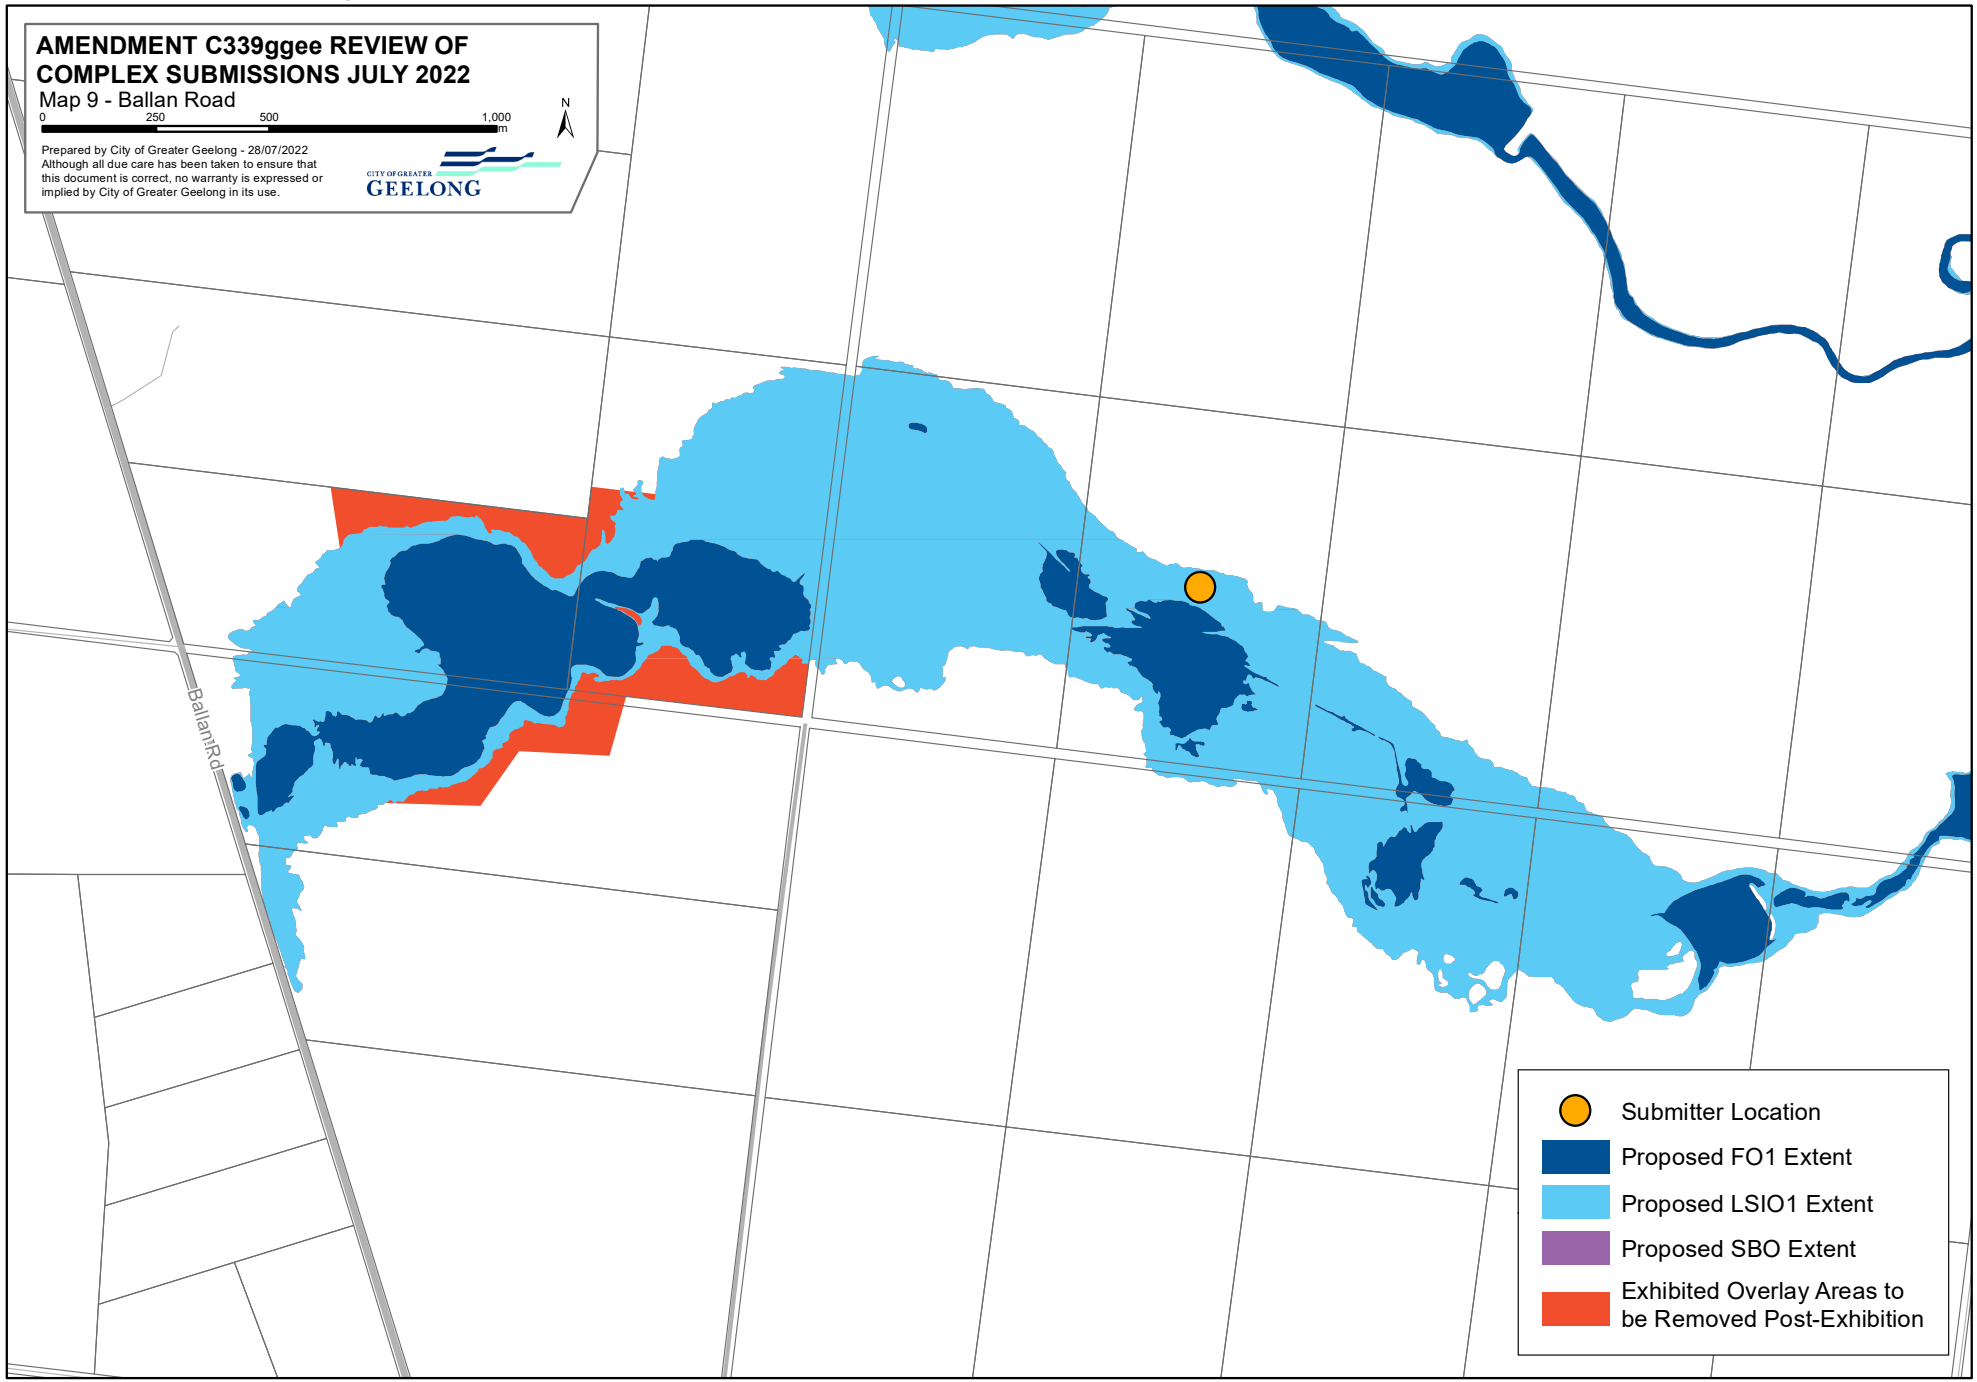 AMENDMENT C339ggee REVIEW OF
COMPLEX SUBMISSIONS JULY 2022
Map 9 - Ballan Road
0 250 500 1,000
m
N
Prepared by City of Greater Geelong - 28/07/2022
Although all due care has been taken to ensure that
this document is correct, no warranty is expressed or
implied by City of Greater Geelong in its use.
CITY OF GREATER
GEELONG
Ballan Rd
Submitter Location
Proposed FO1 Extent
Proposed LSIO1 Extent
Proposed SBO Extent
Exhibited Overlay Areas to
be Removed Post-Exhibition